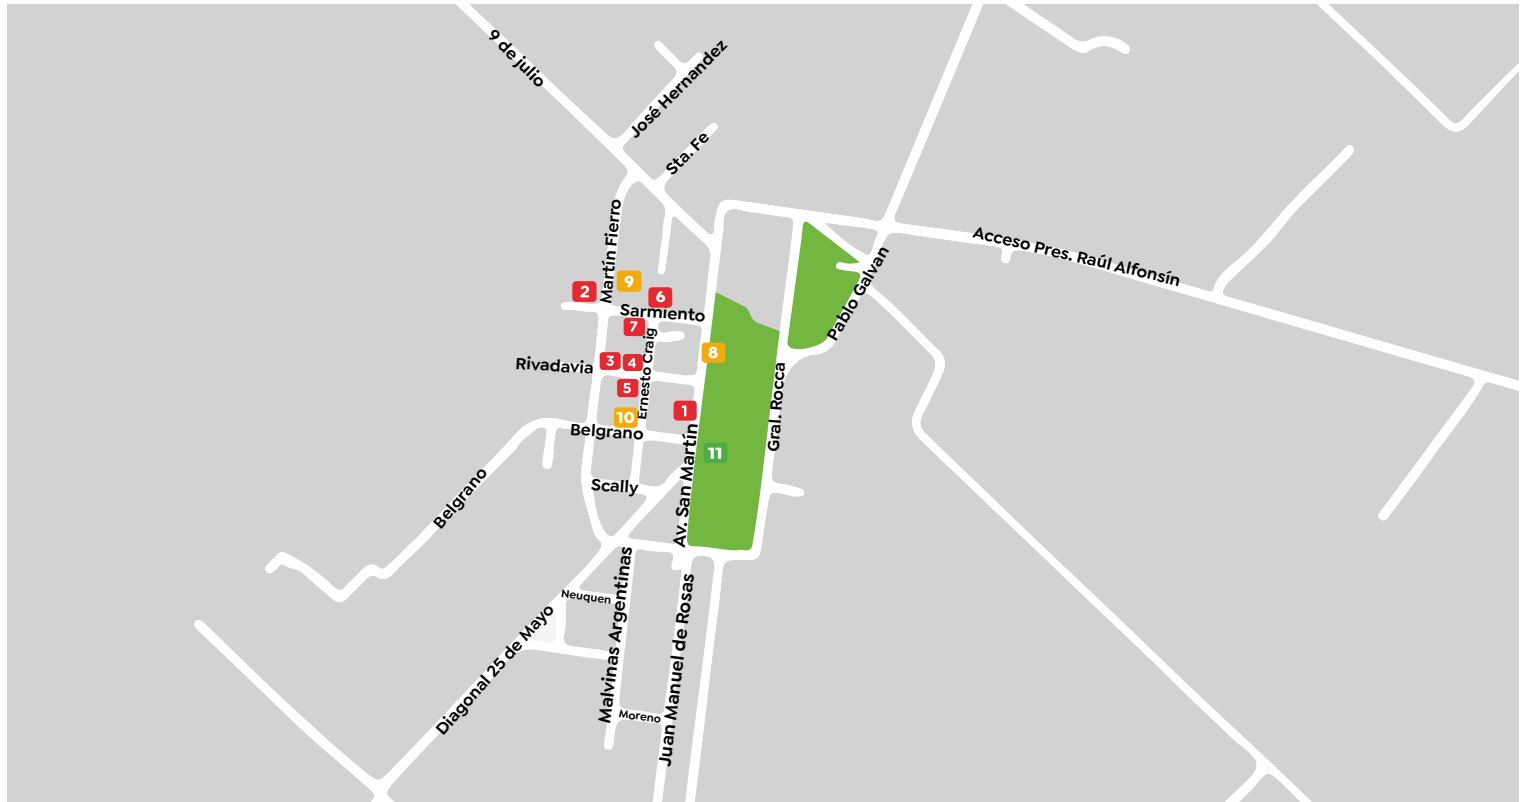 9 de julio
José Hernandez
Sta. Fe
Martín Fierro
Acceso Pres. Raúl Alfonsín
Pablo Galvan
9
2
6
Sarmiento
7
Ernesto Craig
8
Rivadavia
3
4
5
Gral. Rocca
1
10
Belgrano
Av. San Martín
11
Belgrano
Scally
Malvinas Argentinas
Juan Manuel de Rosas
Neuquen
Diagonal 25 de Mayo
Moreno